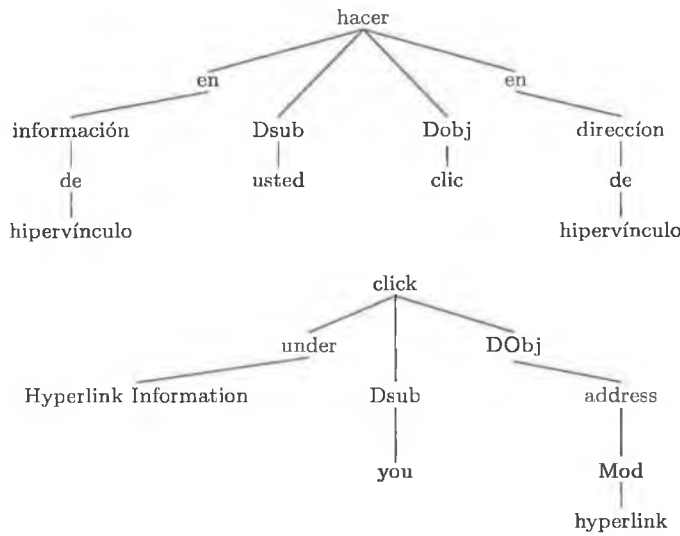 hacer
en en
información Dsub Dobj direccíon
de usted clic de
hipervínculo hipervínculo
click
under DObj
Hyperlink Information Dsub address
you Mod
hyperlink